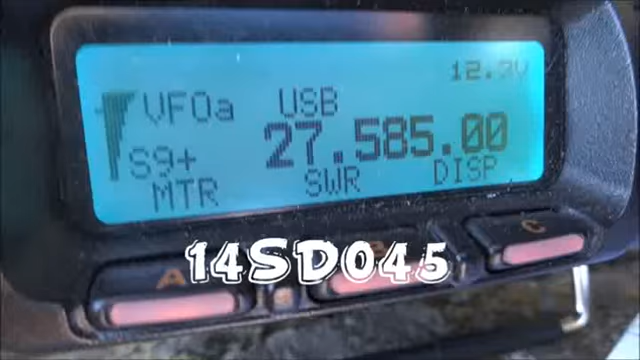 12.7V
VFOa USB
27.585.00
S9+
MTR SWR DISP
14SD045
A B C